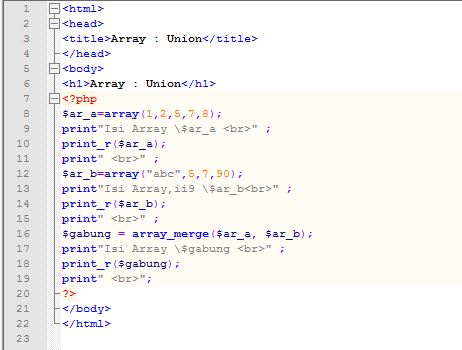 1 <html>
2 <head>
3 <title>Array : Union</title>
4 </head>
5 <body>
6 <h1>Array : Union</h1>
7 <?php
8 $ar_a=array(1,2,5,7,8);
9 print"Isi Array \$ar_a <br>" ;
10 print_r($ar_a);
11 print" <br>" ;
12 $ar_b=array("abc",5,7,90);
13 print"Isi Array,ii9 \$ar_b<br>" ;
14 print_r($ar_b);
15 print" <br>" ;
16 $gabung = array_merge($ar_a, $ar_b);
17 print"Isi Array \$gabung <br>" ;
18 print_r($gabung);
19 print" <br>";
20 ?>
21 </body>
22 </html>
23